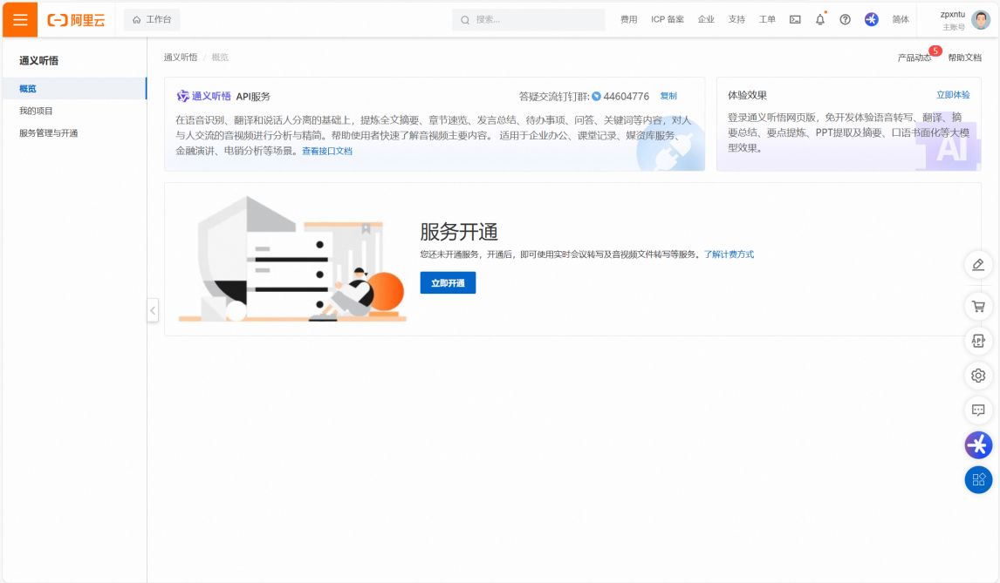 阿里云
工作台
搜索...
费用
ICP 备案
企业
支持
工单
简体
zpxntu
主账号
通义听悟
概览
我的项目
服务管理与开通
通义听悟 / 概览
产品动态
5
帮助文档
通义听悟 API服务
答疑交流钉钉群: 44604776 复制
在语音识别、翻译和说话人分离的基础上，提炼全文摘要、章节速览、发言总结、待办事项、问答、关键词等内容，对人
与人交流的音视频进行分析与精简。帮助使用者快速了解音视频主要内容。 适用于企业办公、课堂记录、媒资库服务、
金融演讲、电销分析等场景。查看接口文档
体验效果
立即体验
登录通义听悟网页版，免开发体验语音转写、翻译、摘
要总结、要点提炼、PPT提取及摘要、口语书面化等大模
型效果。
AI
服务开通
您还未开通服务，开通后，即可使用实时会议转写及音视频文件转写等服务。了解计费方式
立即开通
APP